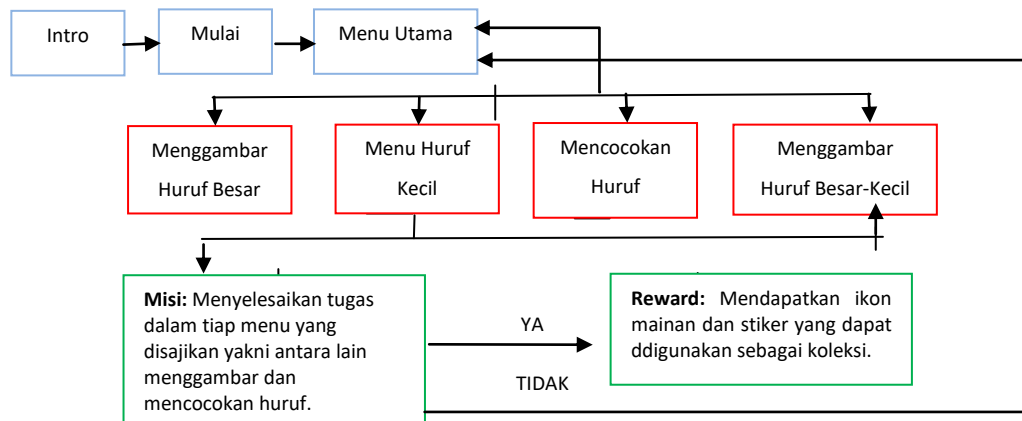 Intro
Mulai
Menu Utama
Menggambar
Huruf Besar
Menu Huruf
Kecil
Mencocokan
Huruf
Menggambar
Huruf Besar-Kecil
Misi: Menyelesaikan tugas
dalam tiap menu yang
disajikan yakni antara lain
menggambar dan
mencocokan huruf.
YA
TIDAK
Reward: Mendapatkan ikon
mainan dan stiker yang dapat
ddigunakan sebagai koleksi.